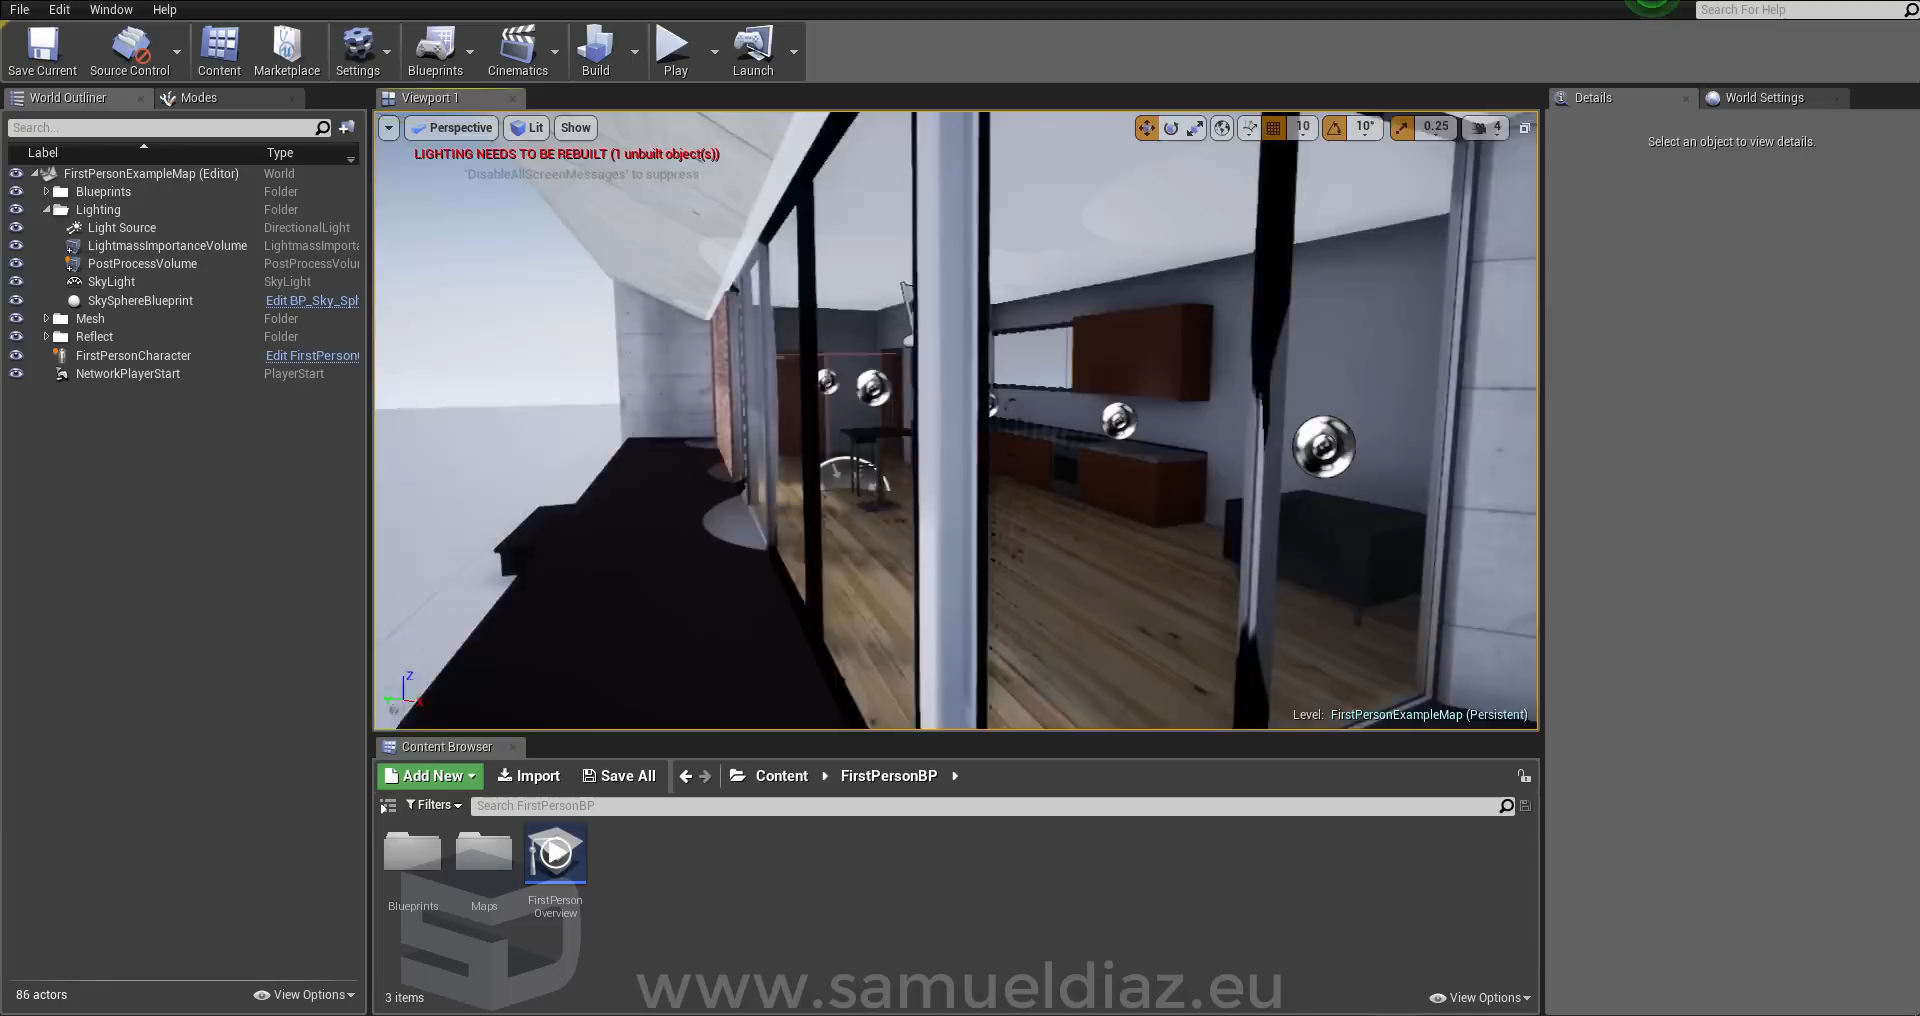 File Edit Window Help
Search For Help
Save Current Source Control Content Marketplace Settings Blueprints Cinematics Build Play Launch
World Outliner Modes
Viewport 1
Details World Settings
Search...
Perspective Lit Show
10 10° 0.25 4
Select an object to view details.
Label Type
LIGHTING NEEDS TO BE REBUILT (1 unbuilt object(s))
'DisableAllScreenMessages' to suppress
FirstPersonExampleMap (Editor) World
Blueprints Folder
Lighting Folder
Light Source DirectionalLight
LightmassImportanceVolume LightmassImporta
PostProcessVolume PostProcessVolu
SkyLight SkyLight
SkySphereBlueprint Edit BP_Sky_Sph
Mesh Folder
Reflect Folder
FirstPersonCharacter Edit FirstPerson
NetworkPlayerStart PlayerStart
Z
X
Level: FirstPersonExampleMap (Persistent)
Content Browser
Add New Import Save All Content FirstPersonBP
Filters Search FirstPersonBP
Blueprints Maps FirstPerson
Overview
86 actors View Options
3 items View Options
www.samueldiaz.eu